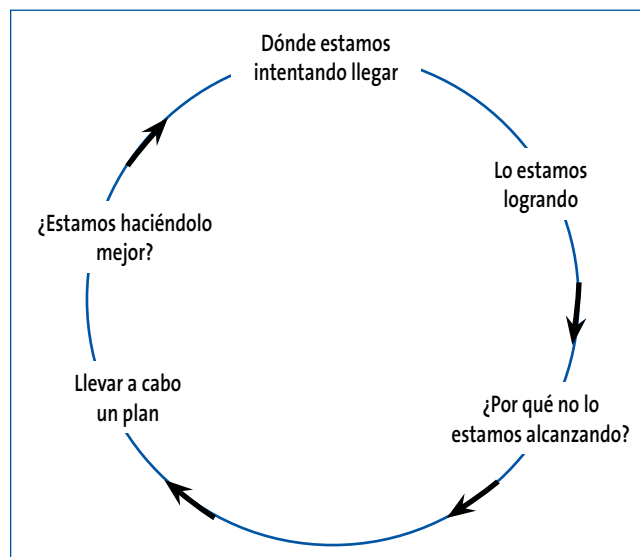 Dónde estamos
intentando llegar
Lo estamos
logrando
¿Por qué no lo
estamos alcanzando?
Llevar a cabo
un plan
¿Estamos haciéndolo
mejor?